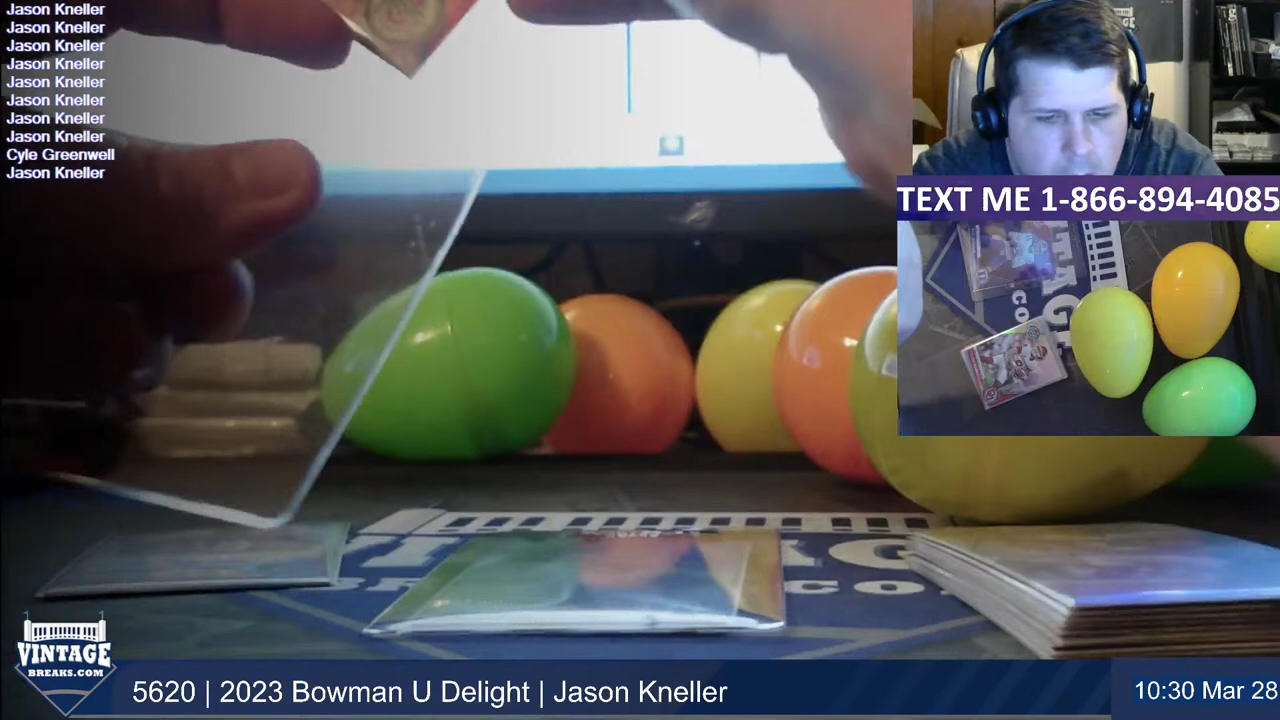 Jason Kneller
Jason Kneller
Jason Kneller
Jason Kneller
Jason Kneller
Jason Kneller
Jason Kneller
Jason Kneller
Cyle Greenwell
Jason Kneller
TEXT ME 1-866-894-4085
VINTAGE
BREAKS.COM
5620 | 2023 Bowman U Delight | Jason Kneller
10:30 Mar 28